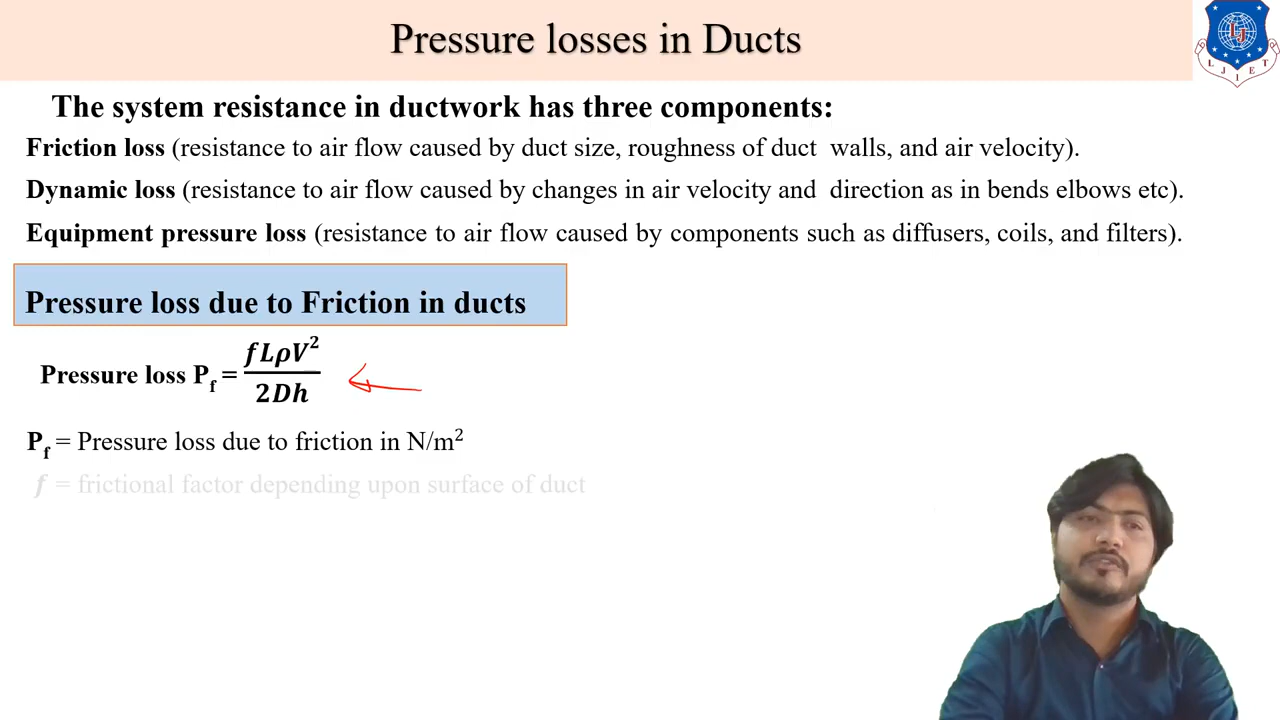 Pressure losses in Ducts
LJ
LJIET
The system resistance in ductwork has three components:
Friction loss (resistance to air flow caused by duct size, roughness of duct walls, and air velocity).
Dynamic loss (resistance to air flow caused by changes in air velocity and direction as in bends elbows etc).
Equipment pressure loss (resistance to air flow caused by components such as diffusers, coils, and filters).
Pressure loss due to Friction in ducts
Pressure loss P_f = fLρV² / 2Dh
P_f = Pressure loss due to friction in N/m²
f = frictional factor depending upon surface of duct